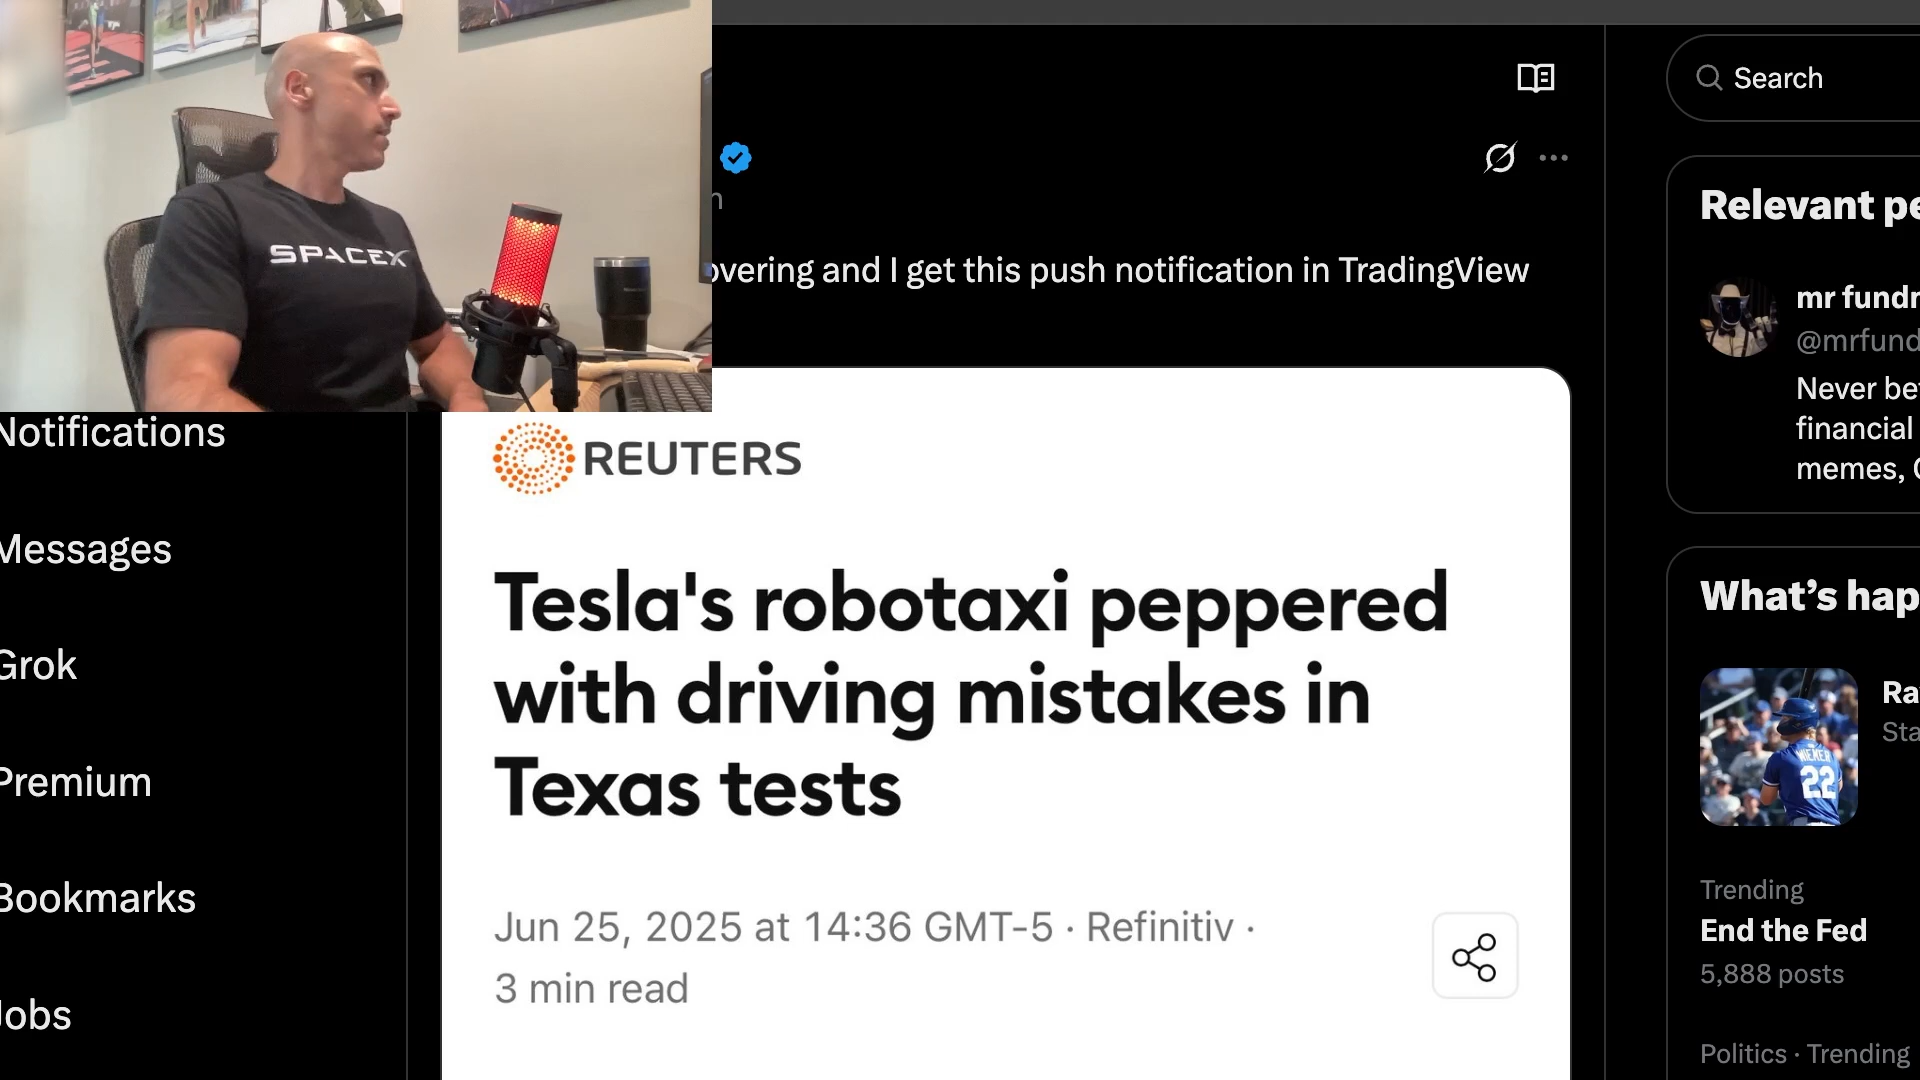 SPACEX
overing and I get this push notification in TradingView
REUTERS
Tesla's robotaxi peppered
with driving mistakes in
Texas tests
Jun 25, 2025 at 14:36 GMT-5 · Refinitiv ·
3 min read
Notifications
Messages
Grok
Premium
Bookmarks
Jobs
Search
Relevant pe
mr fundr
@mrfund
Never be
financial
memes,
What's hap
Ra
Sta
WIEMER
22
Trending
End the Fed
5,888 posts
Politics · Trending